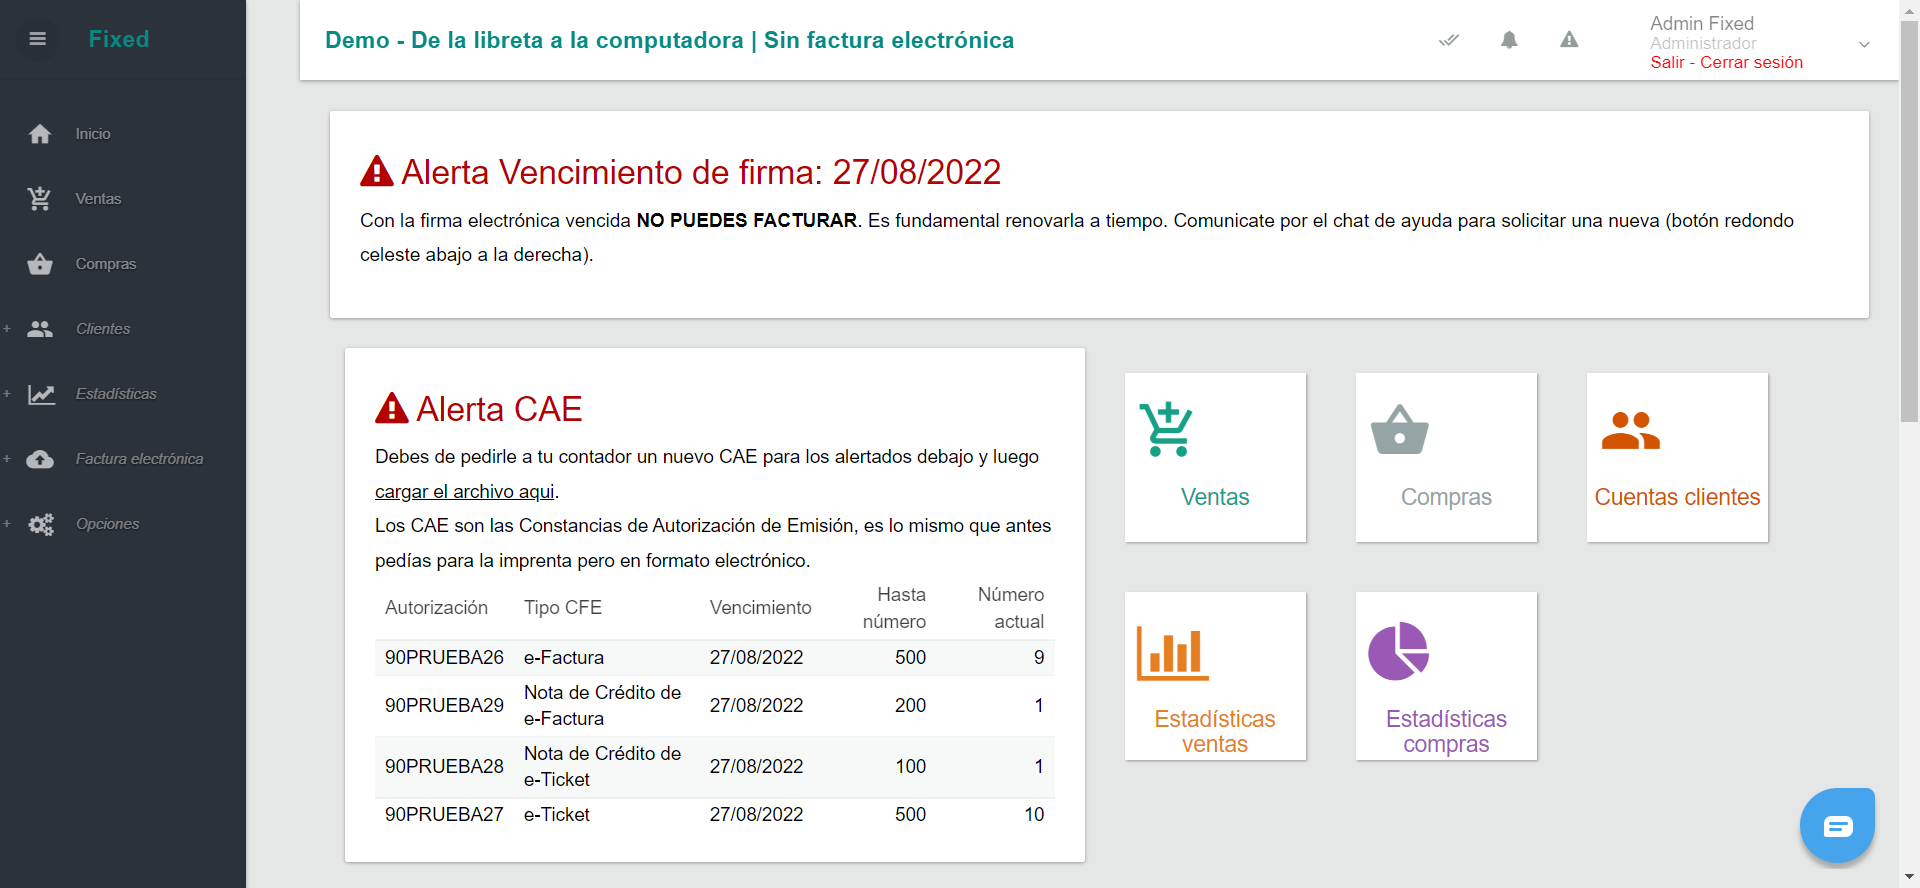 Fixed
Inicio
Ventas
Compras
+ Clientes
+ Estadísticas
+ Factura electrónica
+ Opciones
Demo - De la libreta a la computadora | Sin factura electrónica
Admin Fixed
Administrador
Salir - Cerrar sesión
Alerta Vencimiento de firma: 27/08/2022
Con la firma electrónica vencida NO PUEDES FACTURAR. Es fundamental renovarla a tiempo. Comunicate por el chat de ayuda para solicitar una nueva (botón redondo
celeste abajo a la derecha).
Alerta CAE
Debes de pedirle a tu contador un nuevo CAE para los alertados debajo y luego
cargar el archivo aqui.
Los CAE son las Constancias de Autorización de Emisión, es lo mismo que antes
pedías para la imprenta pero en formato electrónico.
Autorización Tipo CFE Vencimiento Hasta número Número actual
90PRUEBA26 e-Factura 27/08/2022 500 9
90PRUEBA29 Nota de Crédito de e-Factura 27/08/2022 200 1
90PRUEBA28 Nota de Crédito de e-Ticket 27/08/2022 100 1
90PRUEBA27 e-Ticket 27/08/2022 500 10
Ventas
Compras
Cuentas clientes
Estadísticas
ventas
Estadísticas
compras